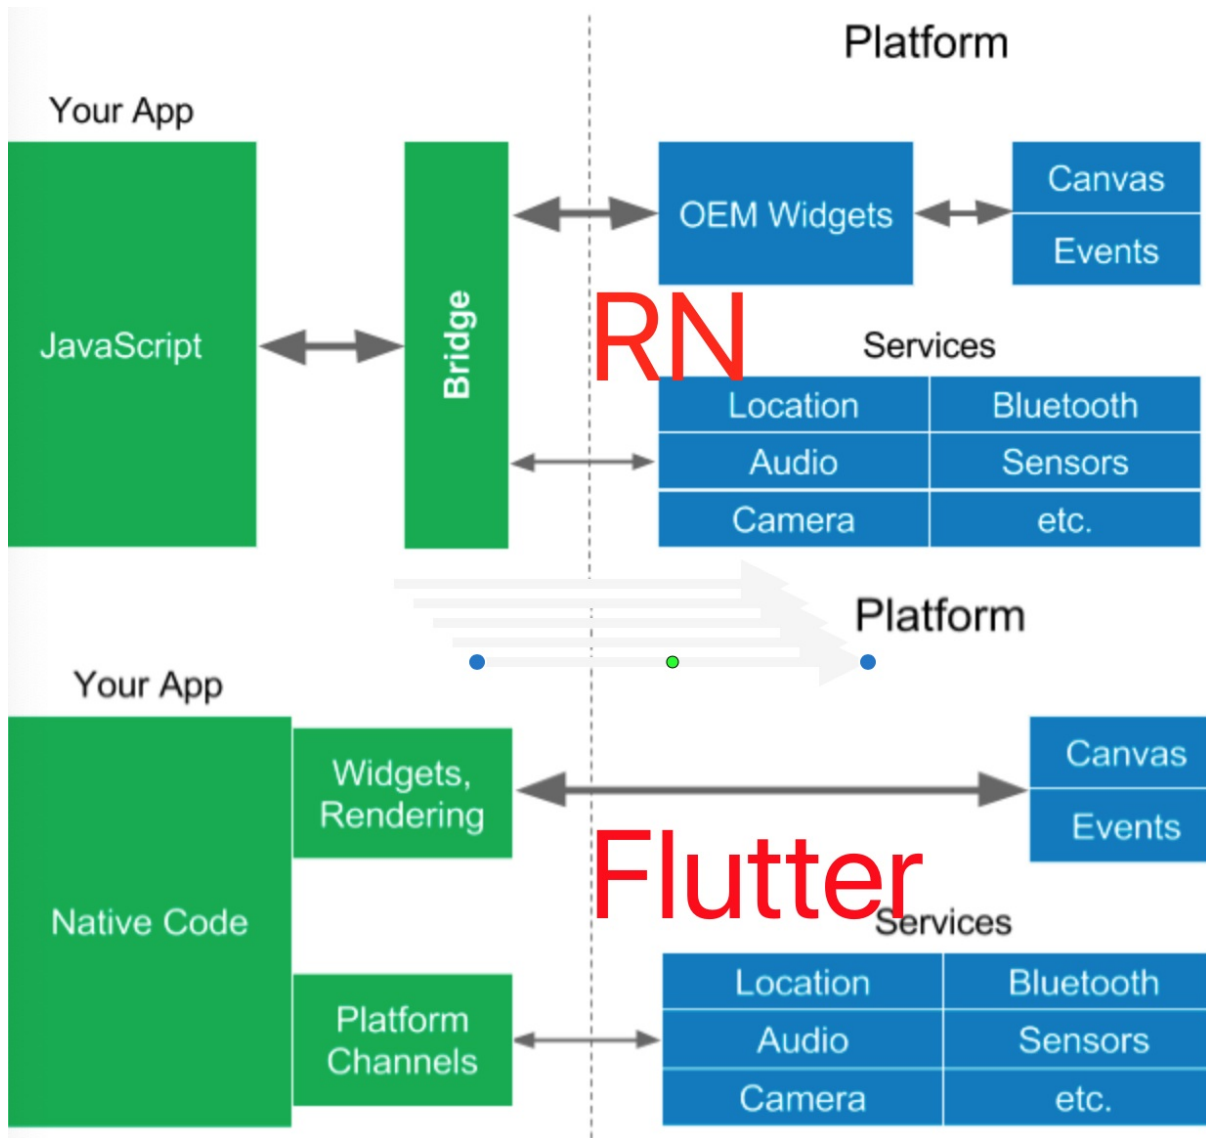 Platform
Your App
JavaScript
Bridge
OEM Widgets
Canvas
Events
RN
Services
Location
Bluetooth
Audio
Sensors
Camera
etc.
Platform
Your App
Native Code
Widgets,
Rendering
Platform
Channels
Canvas
Events
Flutter
Services
Location
Bluetooth
Audio
Sensors
Camera
etc.